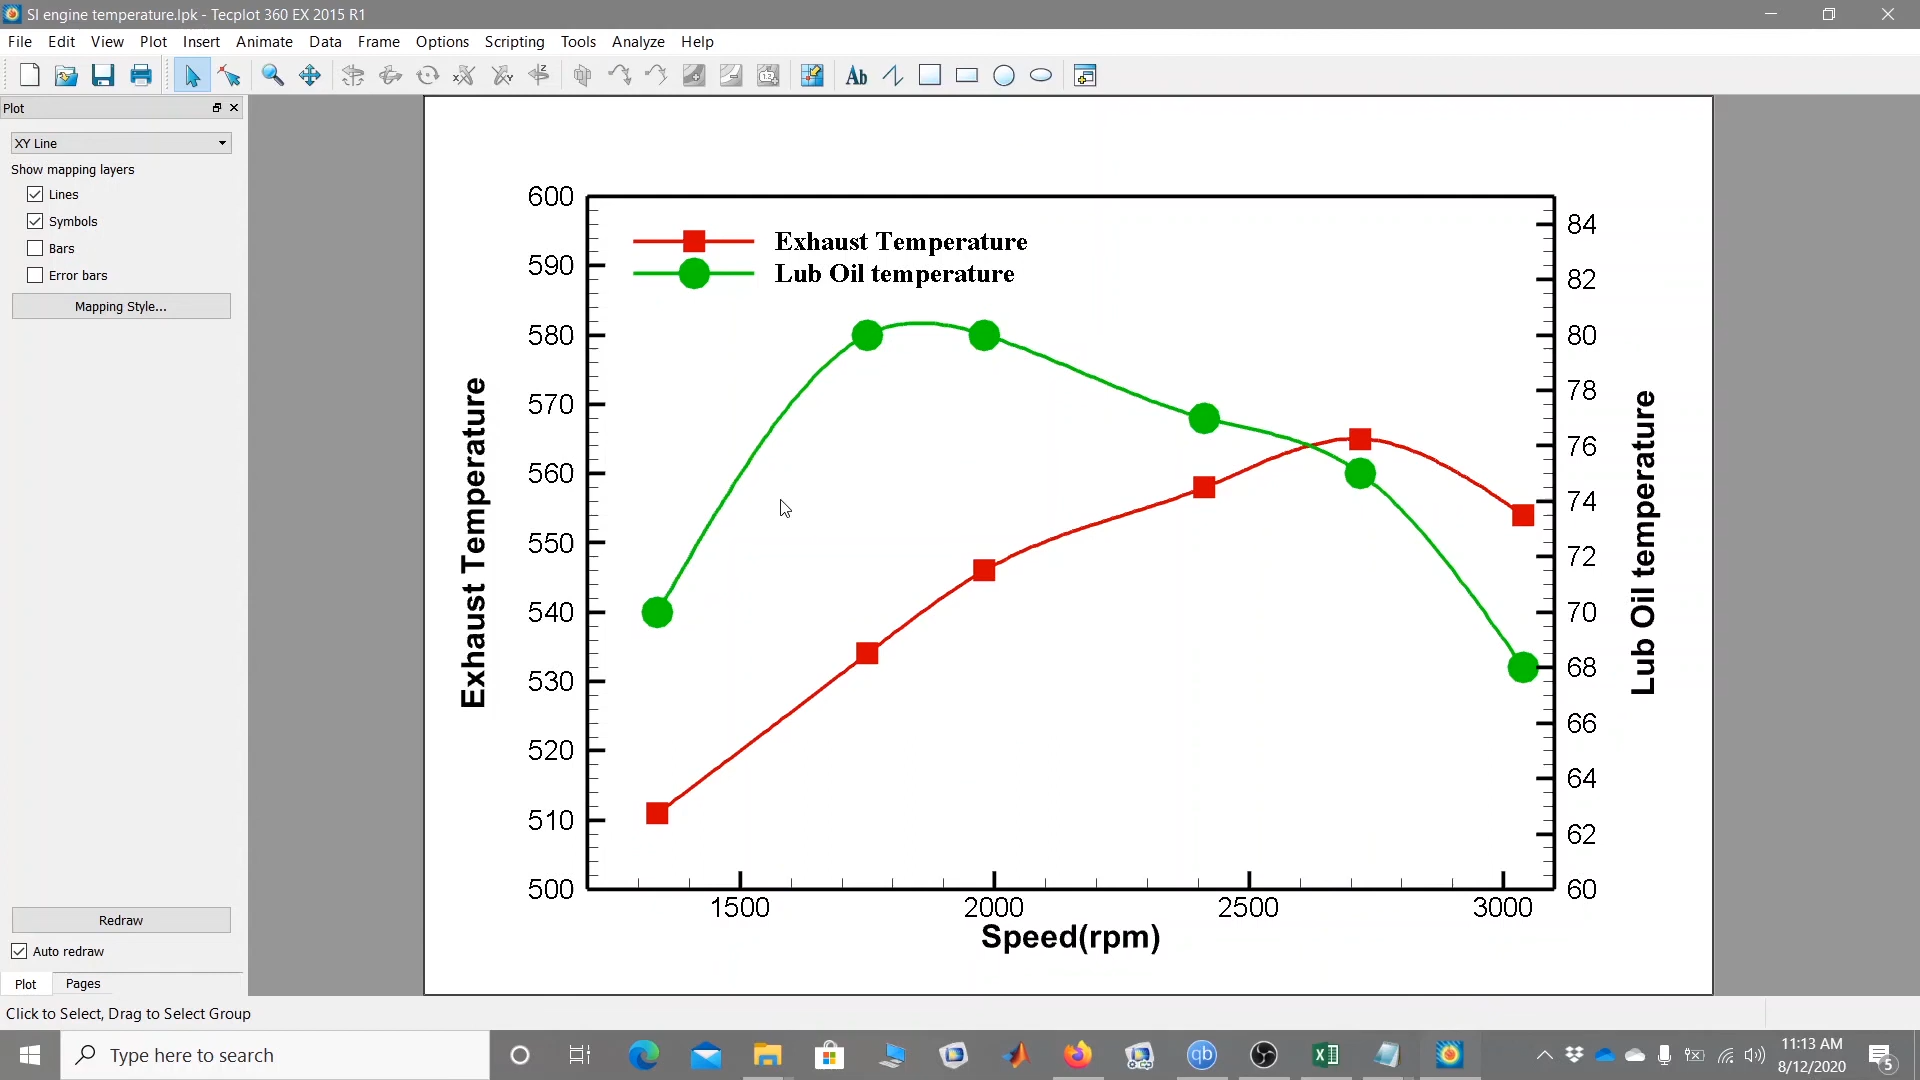 SI engine temperature.lpk - Tecplot 360 EX 2015 R1
File Edit View Plot Insert Animate Data Frame Options Scripting Tools Analyze Help
Plot
XY Line
Show mapping layers
Lines
Symbols
Bars
Error bars
Mapping Style...
Redraw
Auto redraw
Plot Pages
Click to Select, Drag to Select Group
Exhaust Temperature
600
590
580
570
560
550
540
530
520
510
500
Exhaust Temperature
Lub Oil temperature
84
82
80
78
76
74
72
70
68
66
64
62
60
Lub Oil temperature
1500 2000 2500 3000
Speed(rpm)
Type here to search
11:13 AM
8/12/2020
5